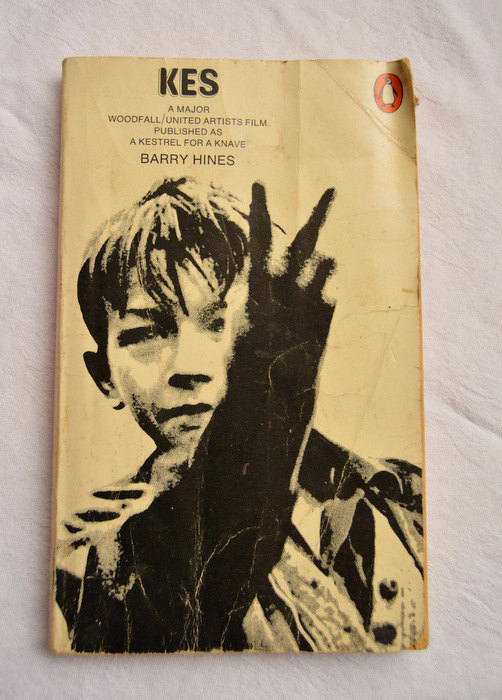 KES
A MAJOR
WOODFALL/UNITED ARTISTS FILM.
PUBLISHED AS
A KESTREL FOR A KNAVE
BARRY HINES